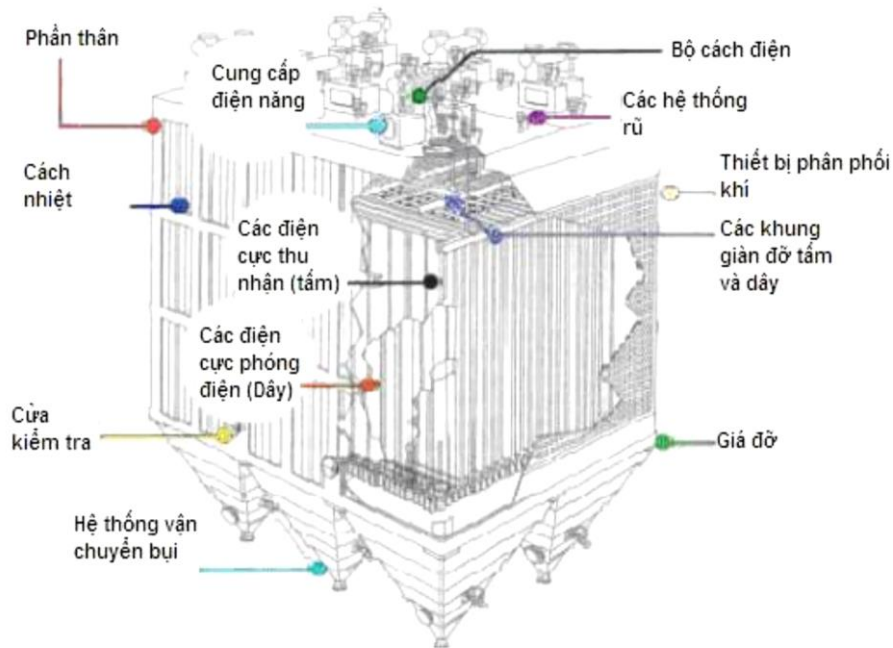 Phần thân
Cung cấp
điện năng
Bộ cách điện
Các hệ thống
rũ
Cách
nhiệt
Thiết bị phân phối
khí
Các điện
cực thu
nhận (tấm)
Các khung
giàn đỡ tấm
và dây
Các điện
cực phóng
điện (Dây)
Cửa
kiểm tra
Giá đỡ
Hệ thống vận
chuyển bụi